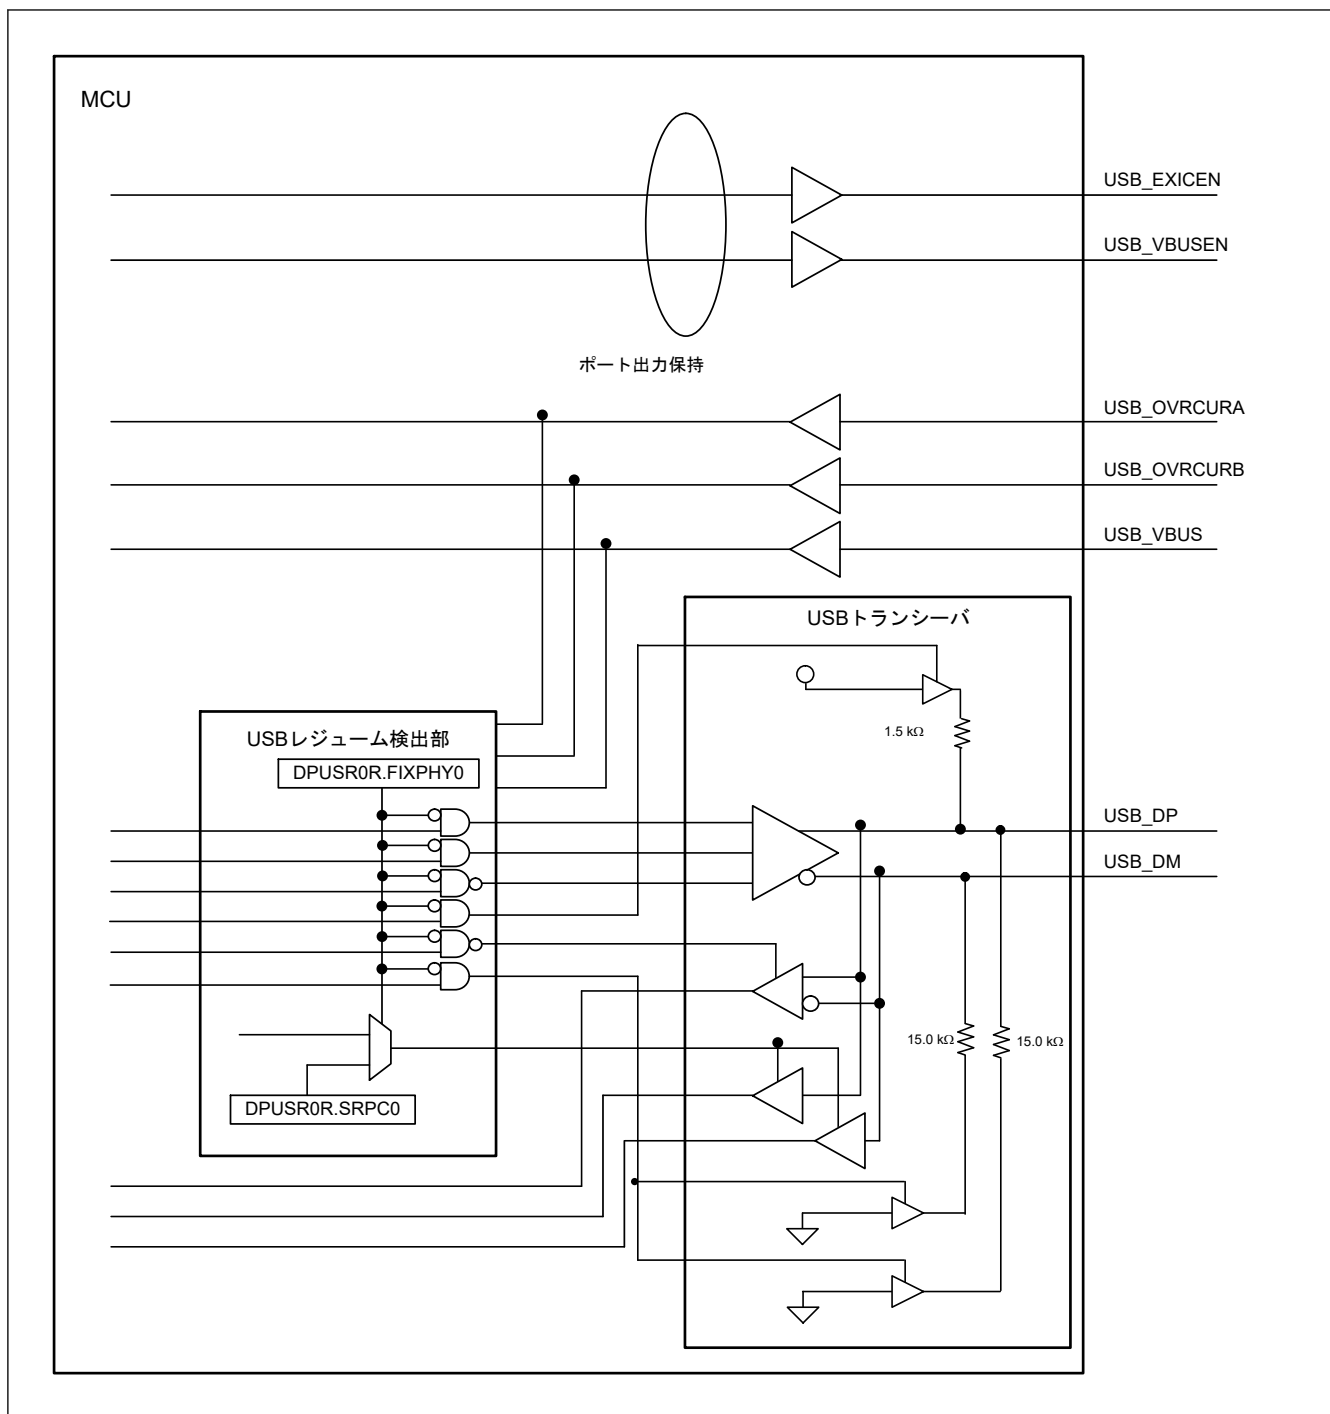 MCU
USB_EXICEN
USB_VBUSEN
ポート出力保持
USB_OVRCURA
USB_OVRCURB
USB_VBUS
USBトランシーバ
1.5 kΩ
USBレジューム検出部
DPUSR0R.FIXPHY0
USB_DP
USB_DM
15.0 kΩ
15.0 kΩ
DPUSR0R.SRPC0